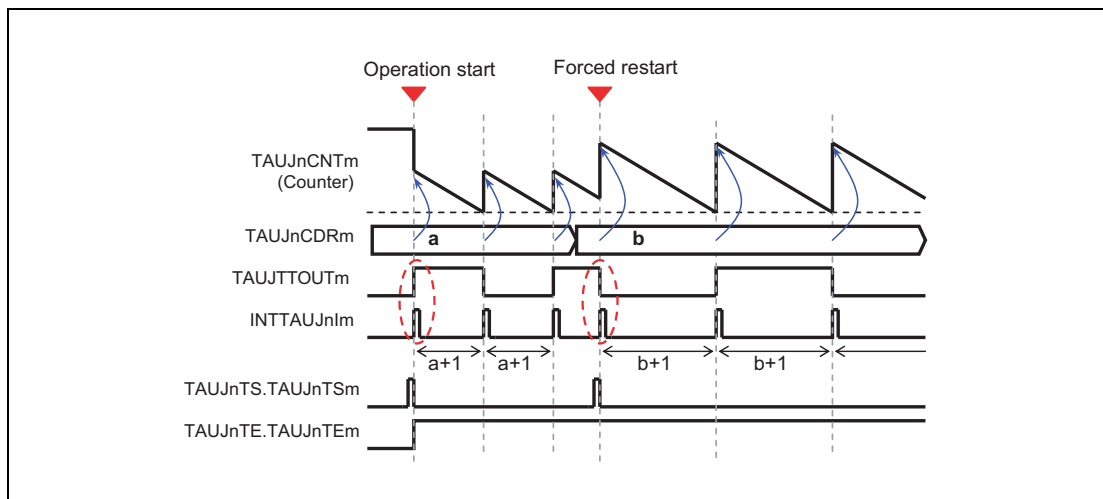 Operation start
Forced restart
TAUJnCNTm
(Counter)
TAUJnCDRm
a
b
TAUJTTOUTm
INTTAUJnIm
a+1
a+1
b+1
b+1
TAUJnTS.TAUJnTSm
TAUJnTE.TAUJnTEm